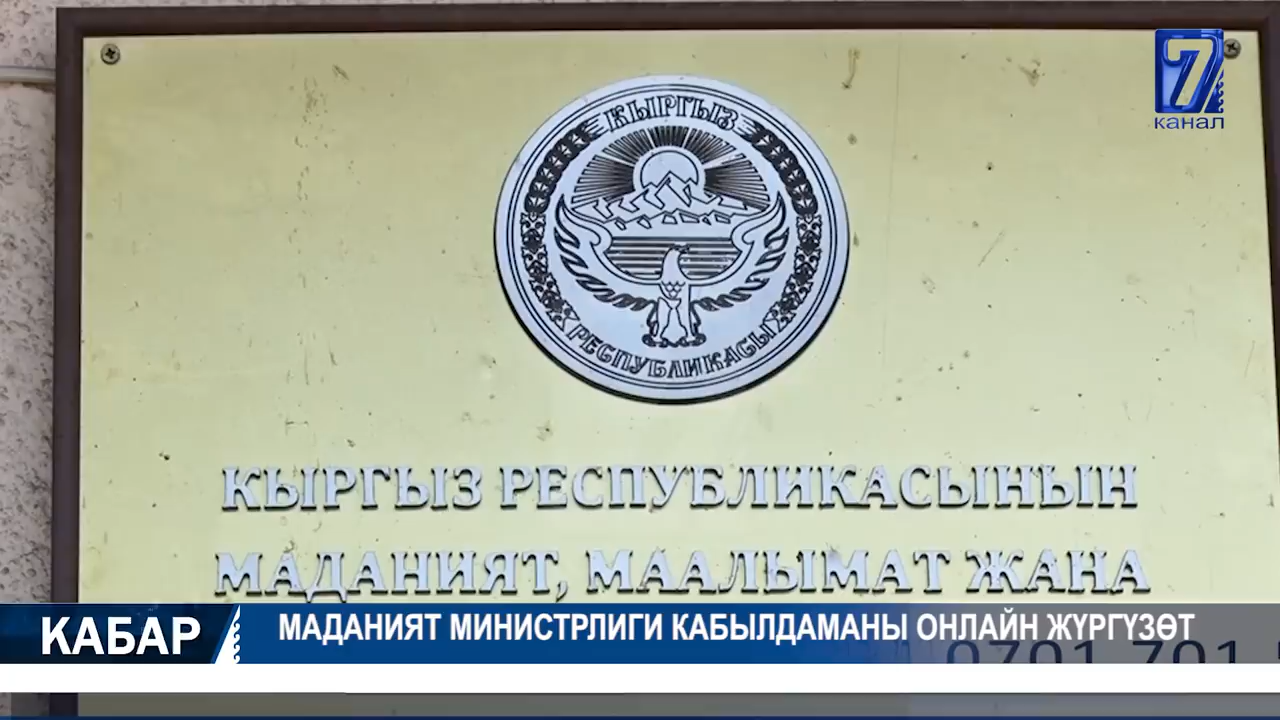 7
канал
КЫРГЫЗ
РЕСПУБЛИКАСЫ
КЫРГЫЗ РЕСПУБЛИКАСЫНЫН
МАДАНИЯТ, МААЛЫМАТ ЖАНА
КАБАР
МАДАНИЯТ МИНИСТРЛИГИ КАБЫЛДАМАНЫ ОНЛАЙН ЖҮРГҮЗӨТ